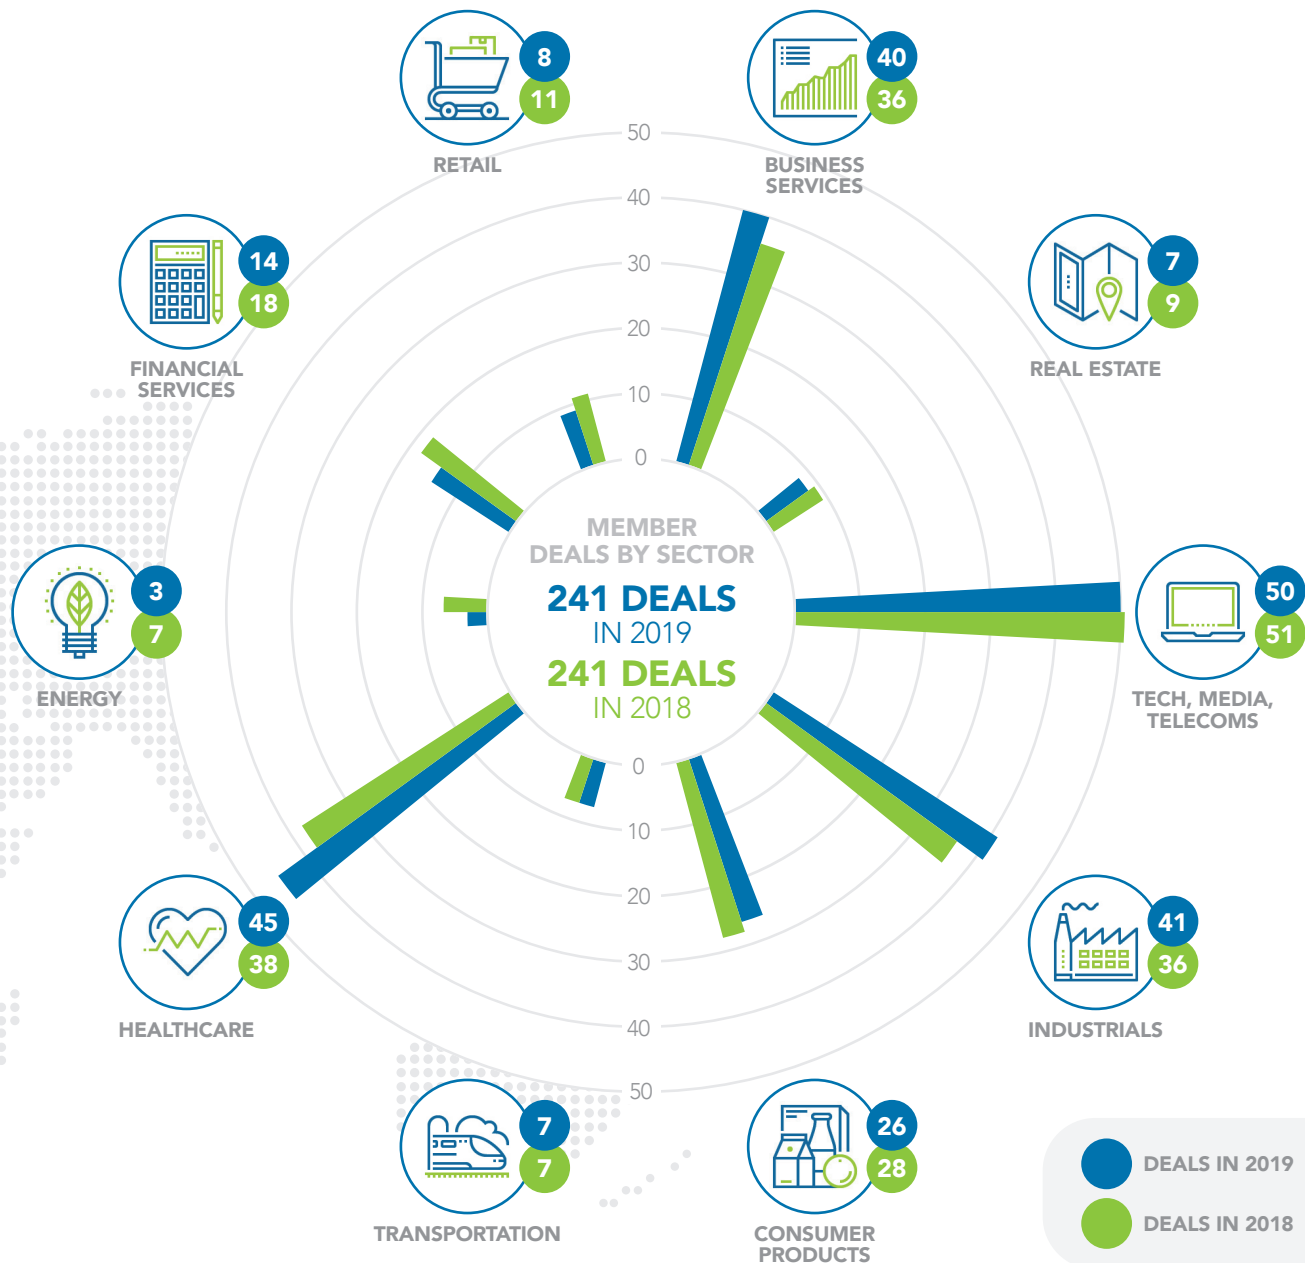 8
11
RETAIL
40
36
BUSINESS
SERVICES
14
18
FINANCIAL
SERVICES
7
9
REAL ESTATE
3
7
ENERGY
50
51
TECH, MEDIA,
TELECOMS
45
38
HEALTHCARE
41
36
INDUSTRIALS
7
7
TRANSPORTATION
26
28
CONSUMER
PRODUCTS
50
40
30
20
10
0
MEMBER
DEALS BY SECTOR
241 DEALS
IN 2019
241 DEALS
IN 2018
0
10
20
30
40
50
DEALS IN 2019
DEALS IN 2018